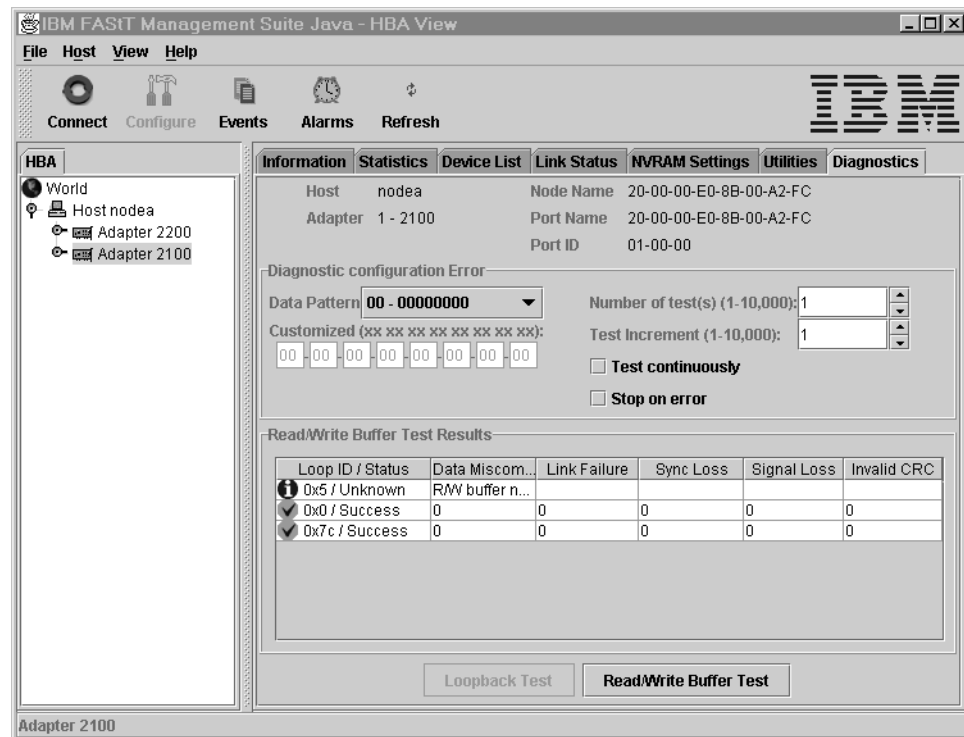 IBM FAStT Management Suite Java - HBA View
File Host View Help
Connect Configure Events Alarms Refresh
IBM
HBA
World
Host nodea
Adapter 2200
Adapter 2100
Information Statistics Device List Link Status NVRAM Settings Utilities Diagnostics
Host nodea Node Name 20-00-00-E0-8B-00-A2-FC
Adapter 1 - 2100 Port Name 20-00-00-E0-8B-00-A2-FC
Port ID 01-00-00
Diagnostic configuration Error
Data Pattern 00 - 00000000 Number of test(s) (1-10,000): 1
Customized (xx xx xx xx xx xx xx xx): Test Increment (1-10,000): 1
00 - 00 - 00 - 00 - 00 - 00 - 00 - 00
Test continuously
Stop on error
Read/Write Buffer Test Results
Loop ID / Status Data Miscom... Link Failure Sync Loss Signal Loss Invalid CRC
0x5 / Unknown R/W buffer n...
0x0 / Success 0 0 0 0 0
0x7c / Success 0 0 0 0 0
Loopback Test Read/Write Buffer Test
Adapter 2100